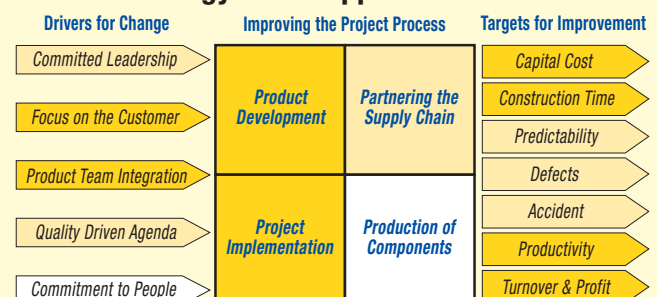 Drivers for Change
Improving the Project Process
Targets for Improvement
Committed Leadership
Focus on the Customer
Product Team Integration
Quality Driven Agenda
Commitment to People
Product
Development
Partnering the
Supply Chain
Project
Implementation
Production of
Components
Capital Cost
Construction Time
Predictability
Defects
Accident
Productivity
Turnover & Profit